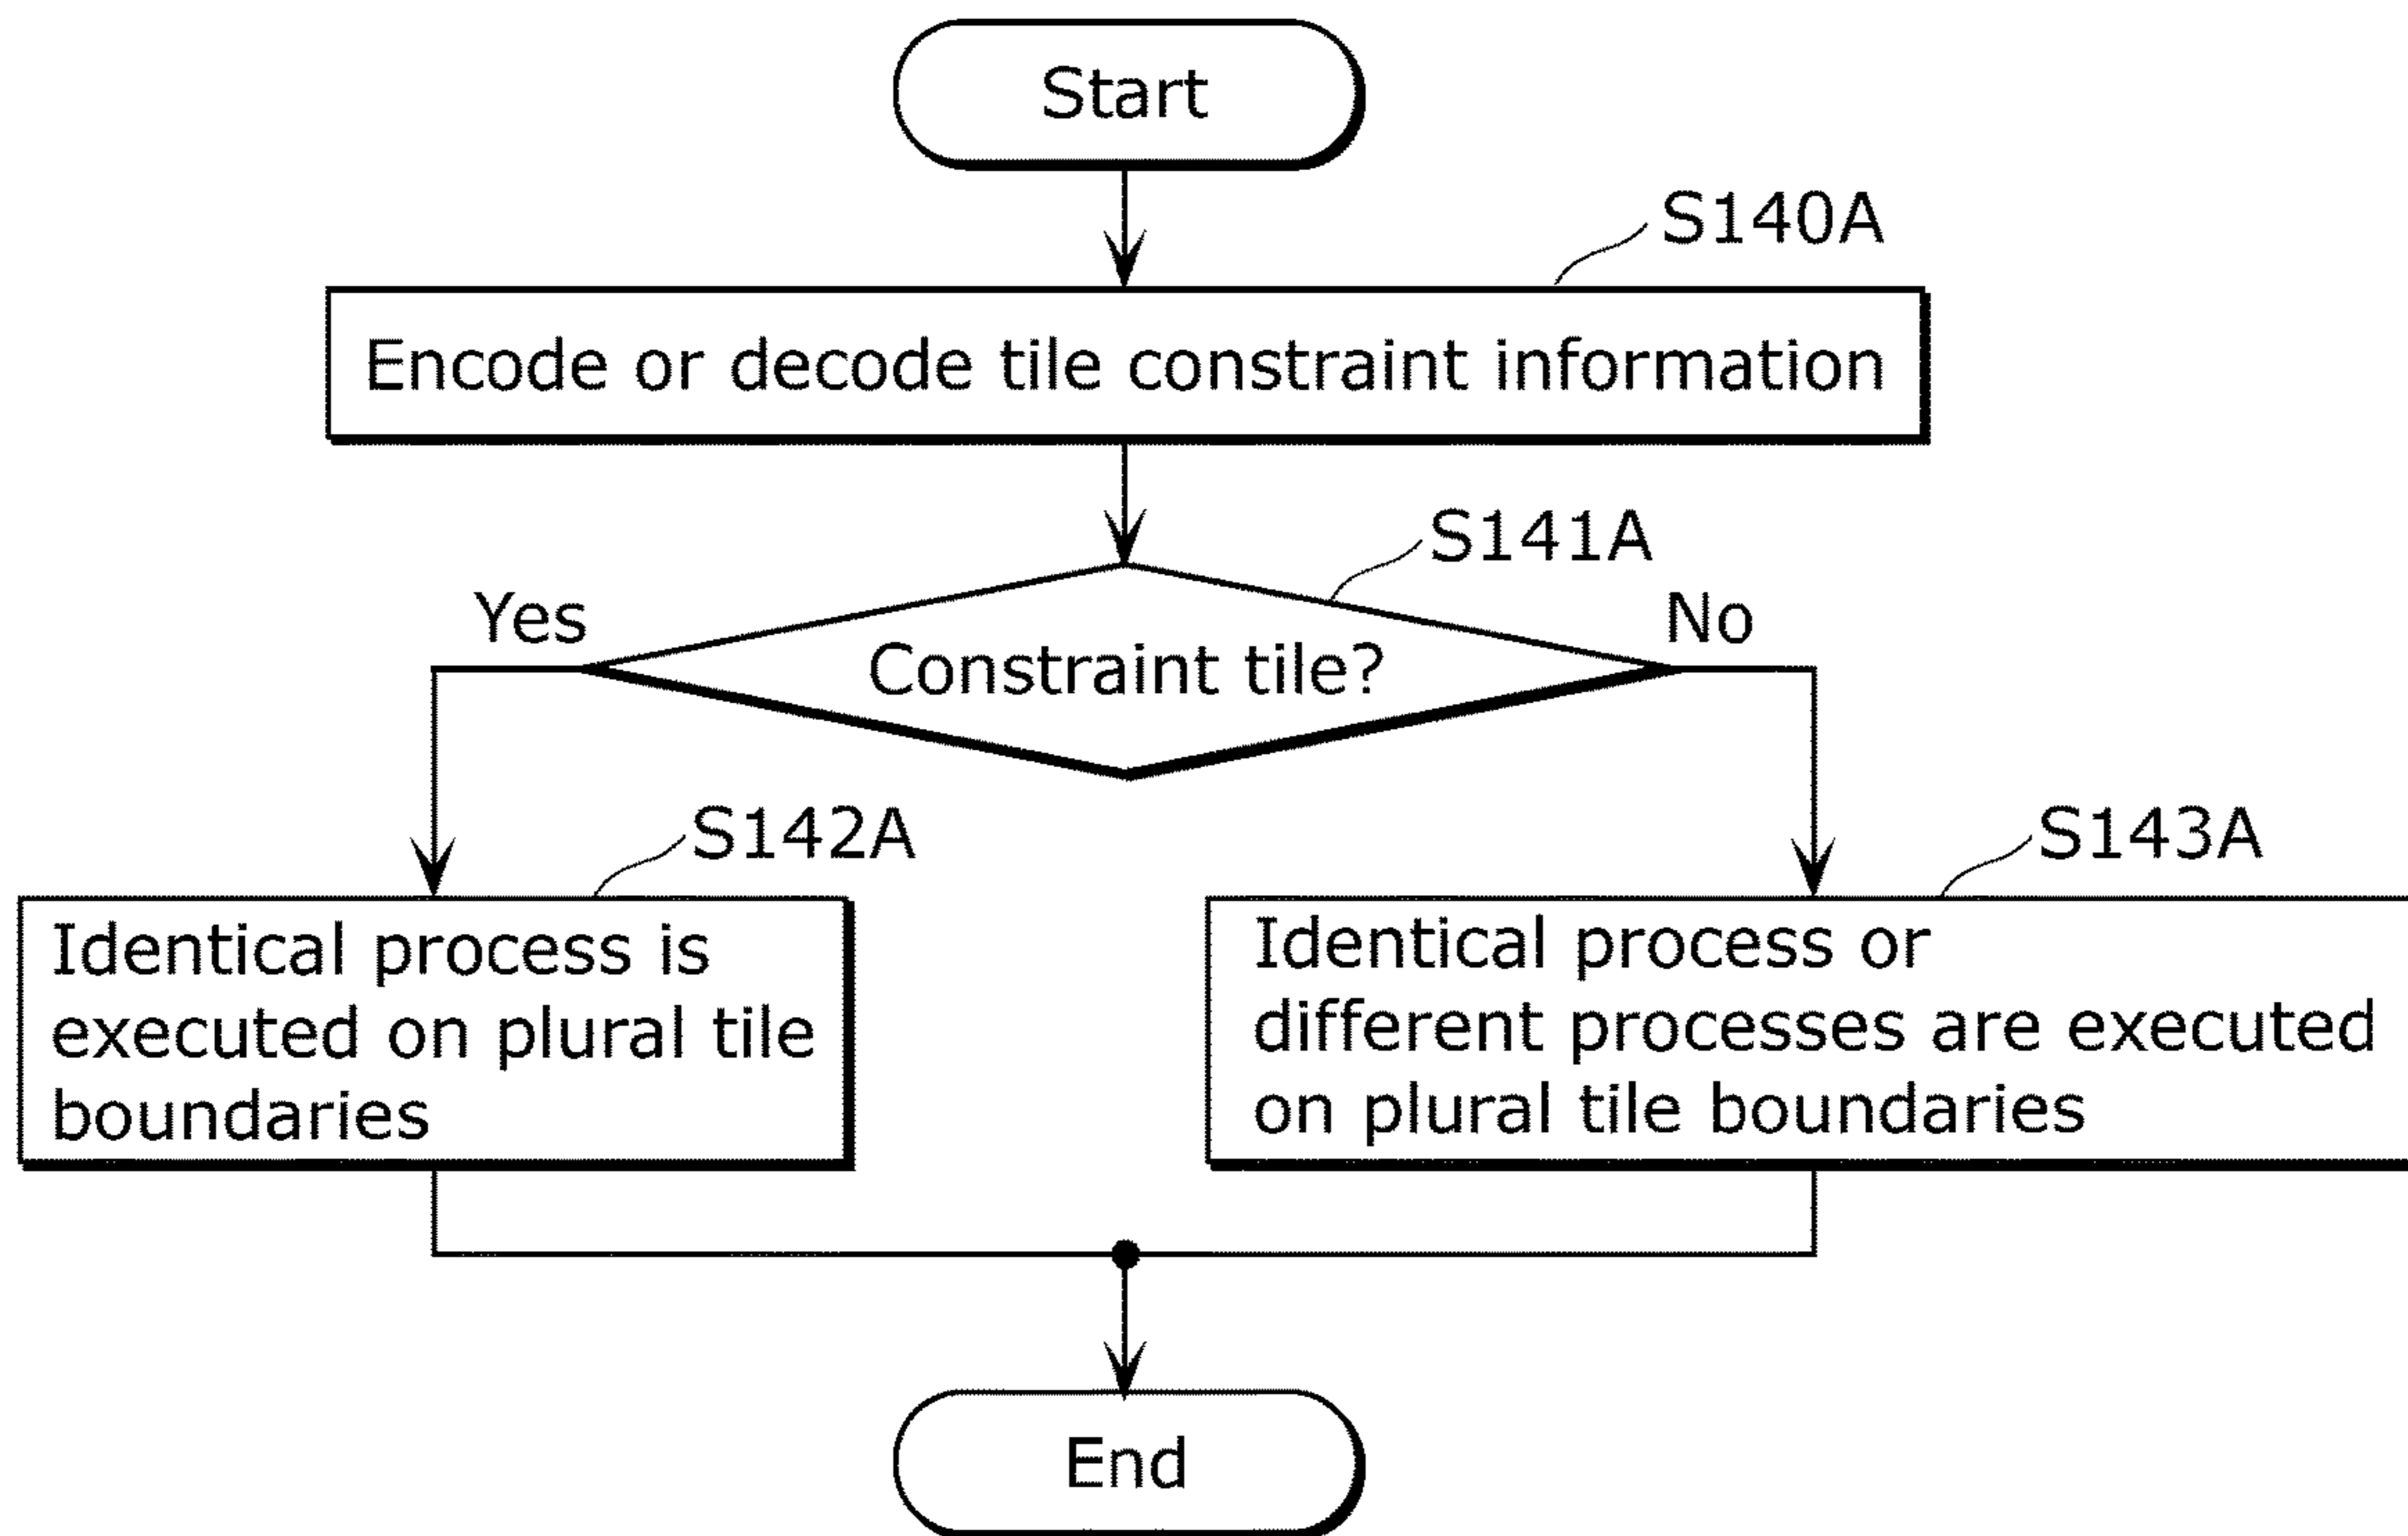 Start
S140A
Encode or decode tile constraint information
S141A
Yes
No
Constraint tile?
S142A
S143A
Identical process is
executed on plural tile
boundaries
Identical process or
different processes are executed
on plural tile boundaries
End